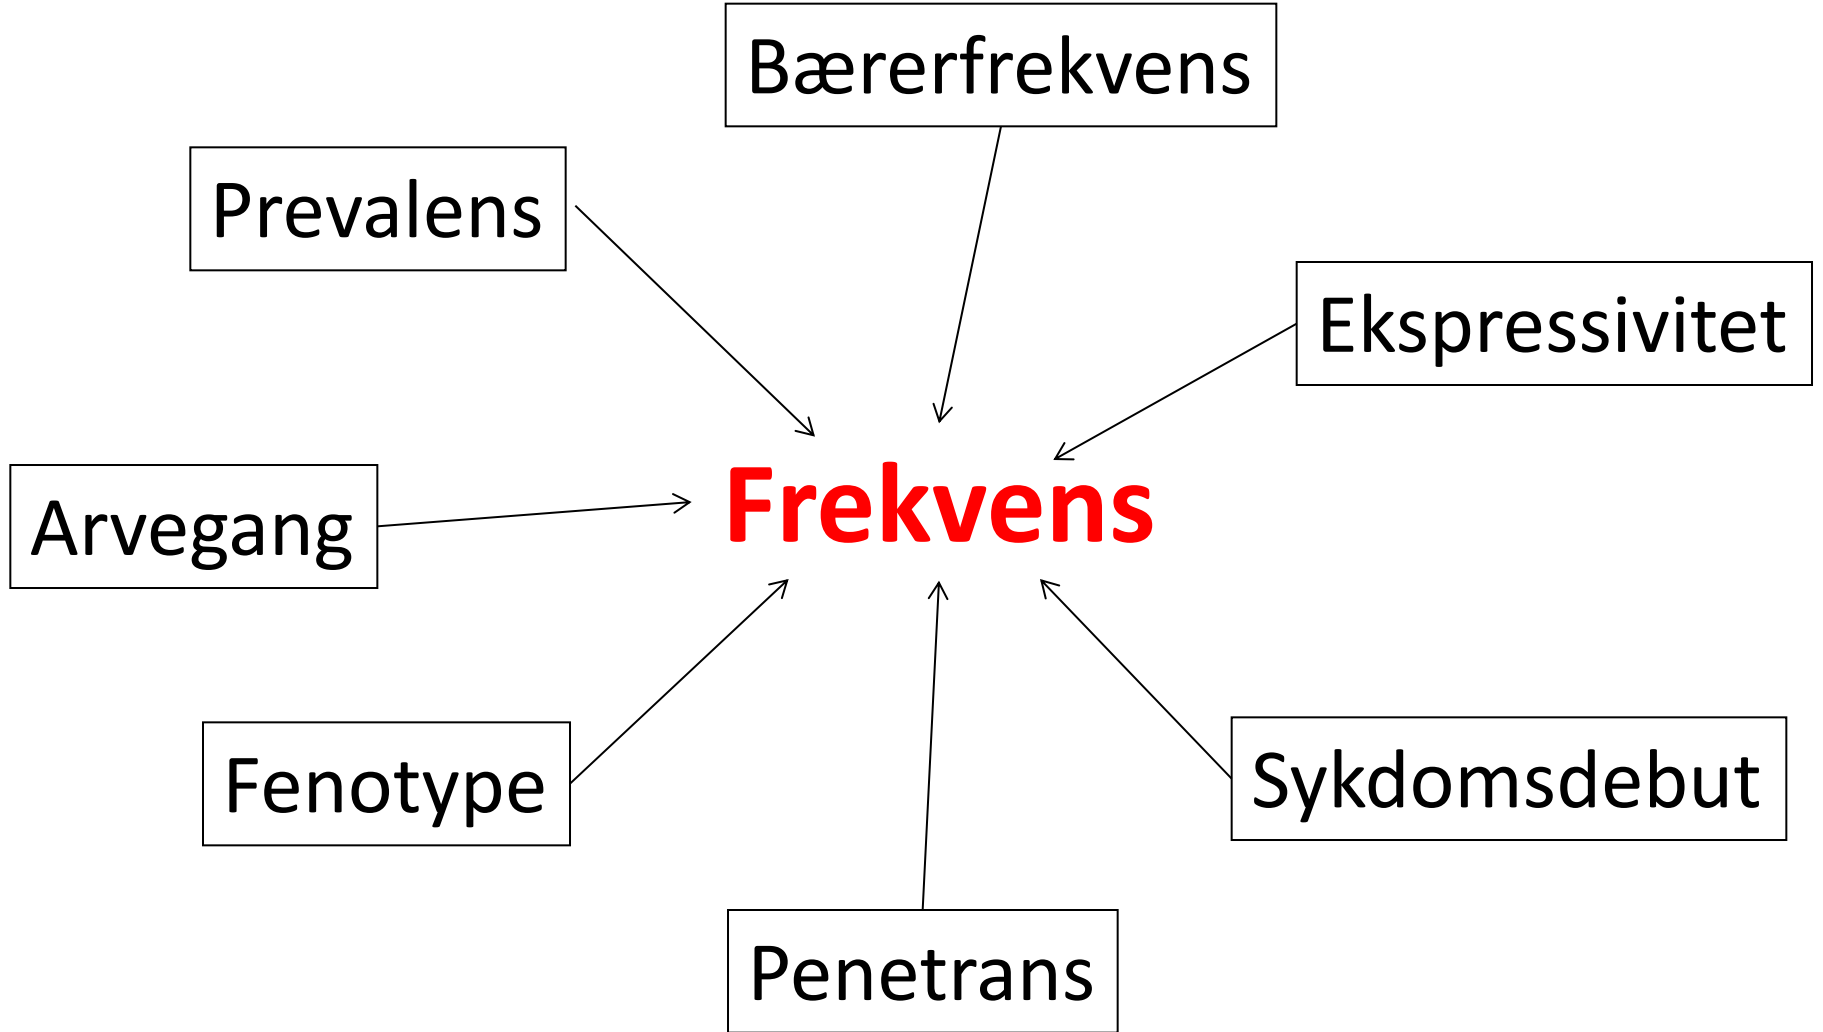 Bærerfrekvens
Prevalens
Ekspressivitet
Frekvens
Arvegang
Fenotype
Sykdomsdebut
Penetrans